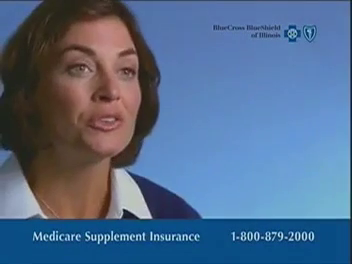 BlueCross BlueShield
of Illinois
Medicare Supplement Insurance 1-800-879-2000